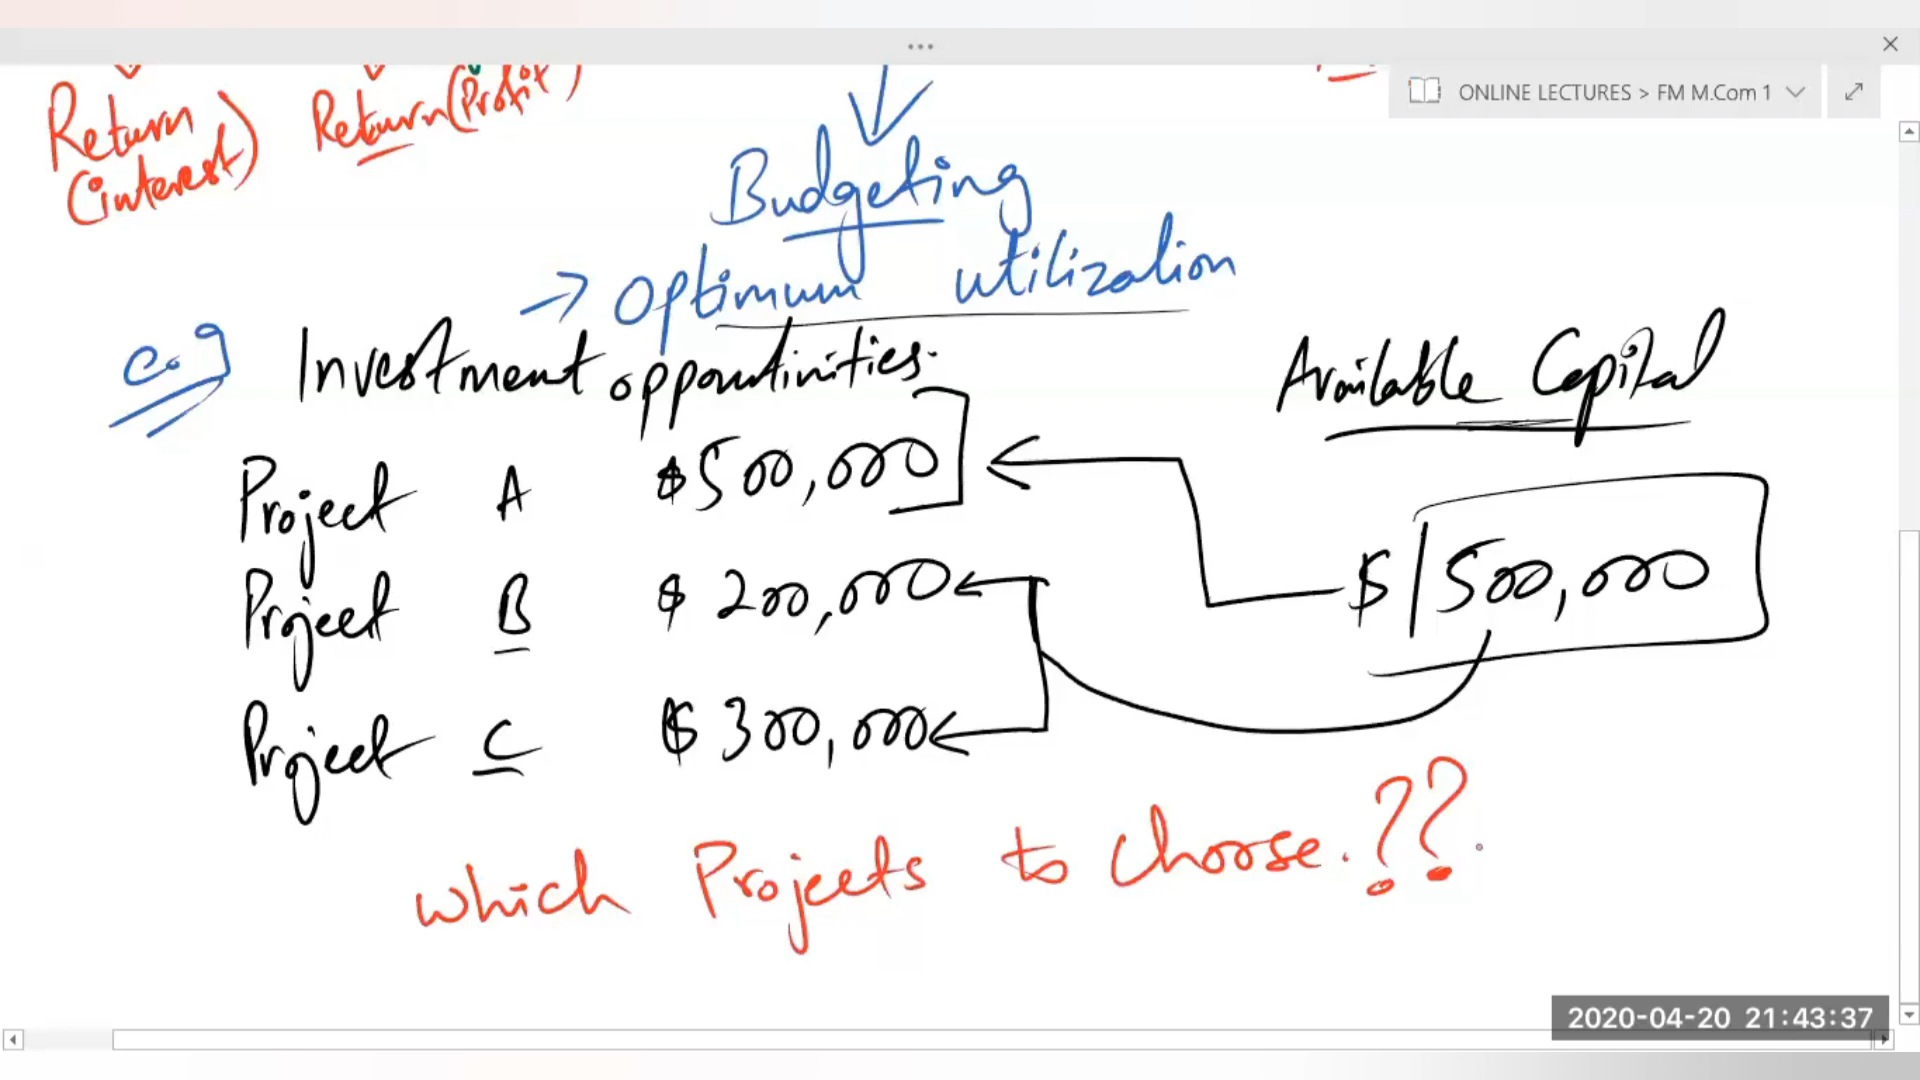 ...
ONLINE LECTURES > FM M.Com 1
Return
(interest)
Return (Profit)
Budgeting
→ Optimum utilization
e.g Investment opportinities.
Available Capital
Project A $500,000
Project B $ 200,000
Project C $ 300,000
$ 500,000
which Projects to choose.??
2020-04-20 21:43:37